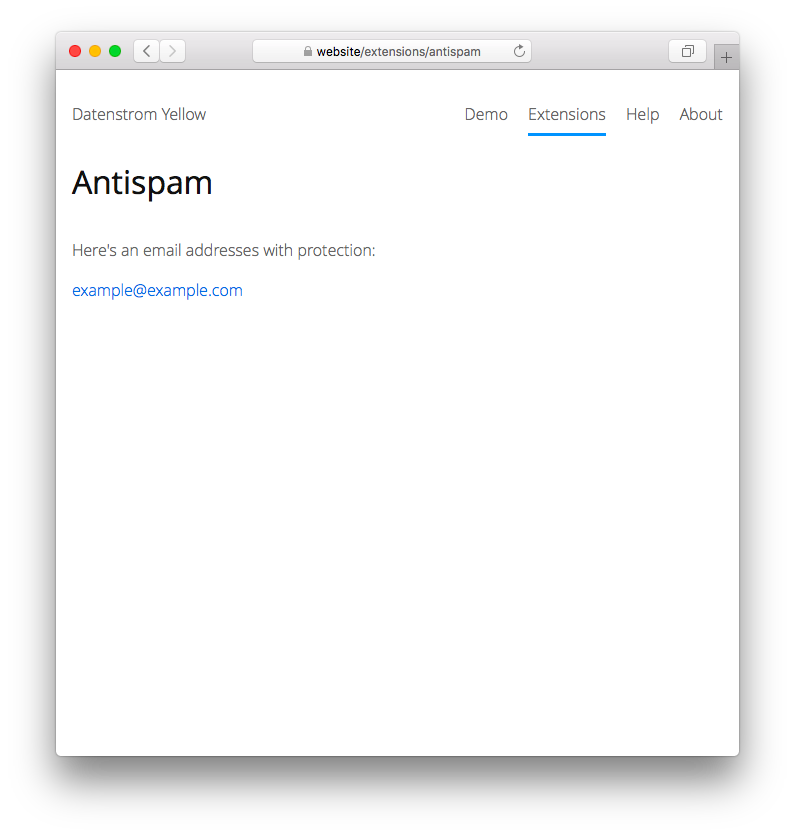 website/extensions/antispam
Datenstrom Yellow Demo Extensions Help About
Antispam
Here's an email addresses with protection:
example@example.com